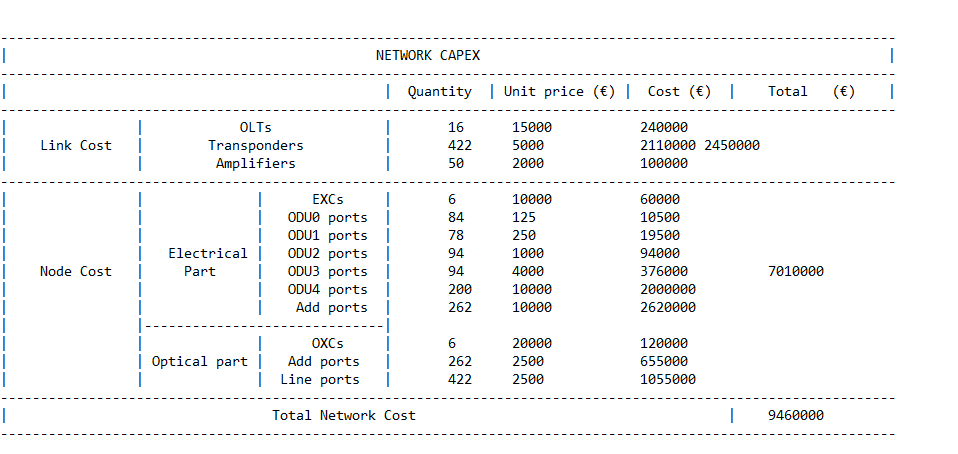 NETWORK CAPEX
Quantity | Unit price (€) | Cost (€) | Total (€)
OLTs | 16 15000 240000
Link Cost | Transponders | 422 5000 2110000 2450000
Amplifiers | 50 2000 100000
EXCs | 6 10000 60000
ODU0 ports | 84 125 10500
ODU1 ports | 78 250 19500
Electrical | ODU2 ports | 94 1000 94000
Node Cost | Part | ODU3 ports | 94 4000 376000 7010000
ODU4 ports | 200 10000 2000000
Add ports | 262 10000 2620000
OXCs | 6 20000 120000
Optical part | Add ports | 262 2500 655000
Line ports | 422 2500 1055000
Total Network Cost | 9460000